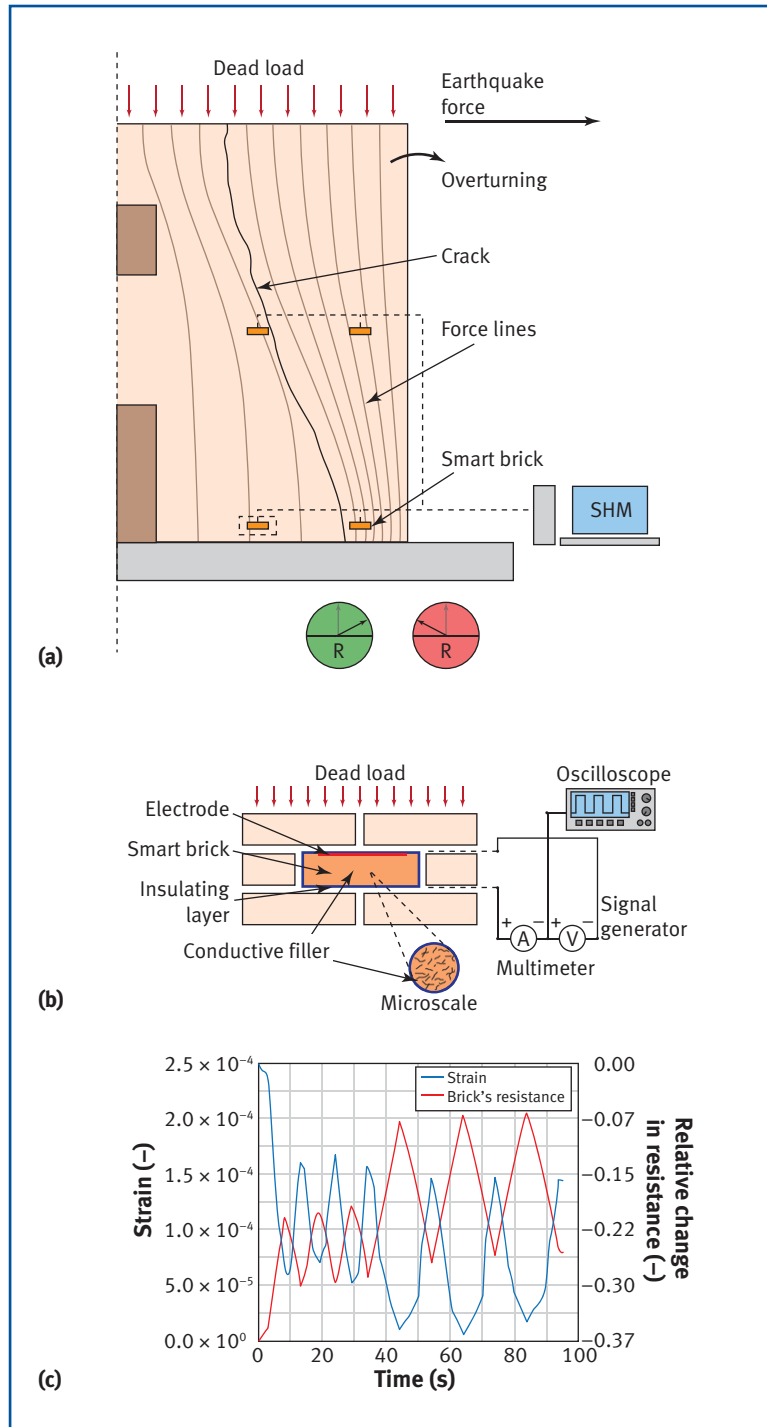 Dead load
Earthquake
force
Overturning
Crack
Force lines
Smart brick
SHM
R
R
(a)
Dead load
Oscilloscope
Electrode
Smart brick
Insulating
layer
Signal
generator
+ − + −
A V
Conductive filler
Multimeter
Microscale
(b)
2.5 × 10⁻⁴
2.0 × 10⁻⁴
1.5 × 10⁻⁴
1.0 × 10⁻⁴
5.0 × 10⁻⁵
0.0 × 10⁰
Strain (−)
Strain
Brick's resistance
0.00
−0.07
−0.15
−0.22
−0.30
−0.37
Relative change
in resistance (−)
0 20 40 60 80 100
Time (s)
(c)